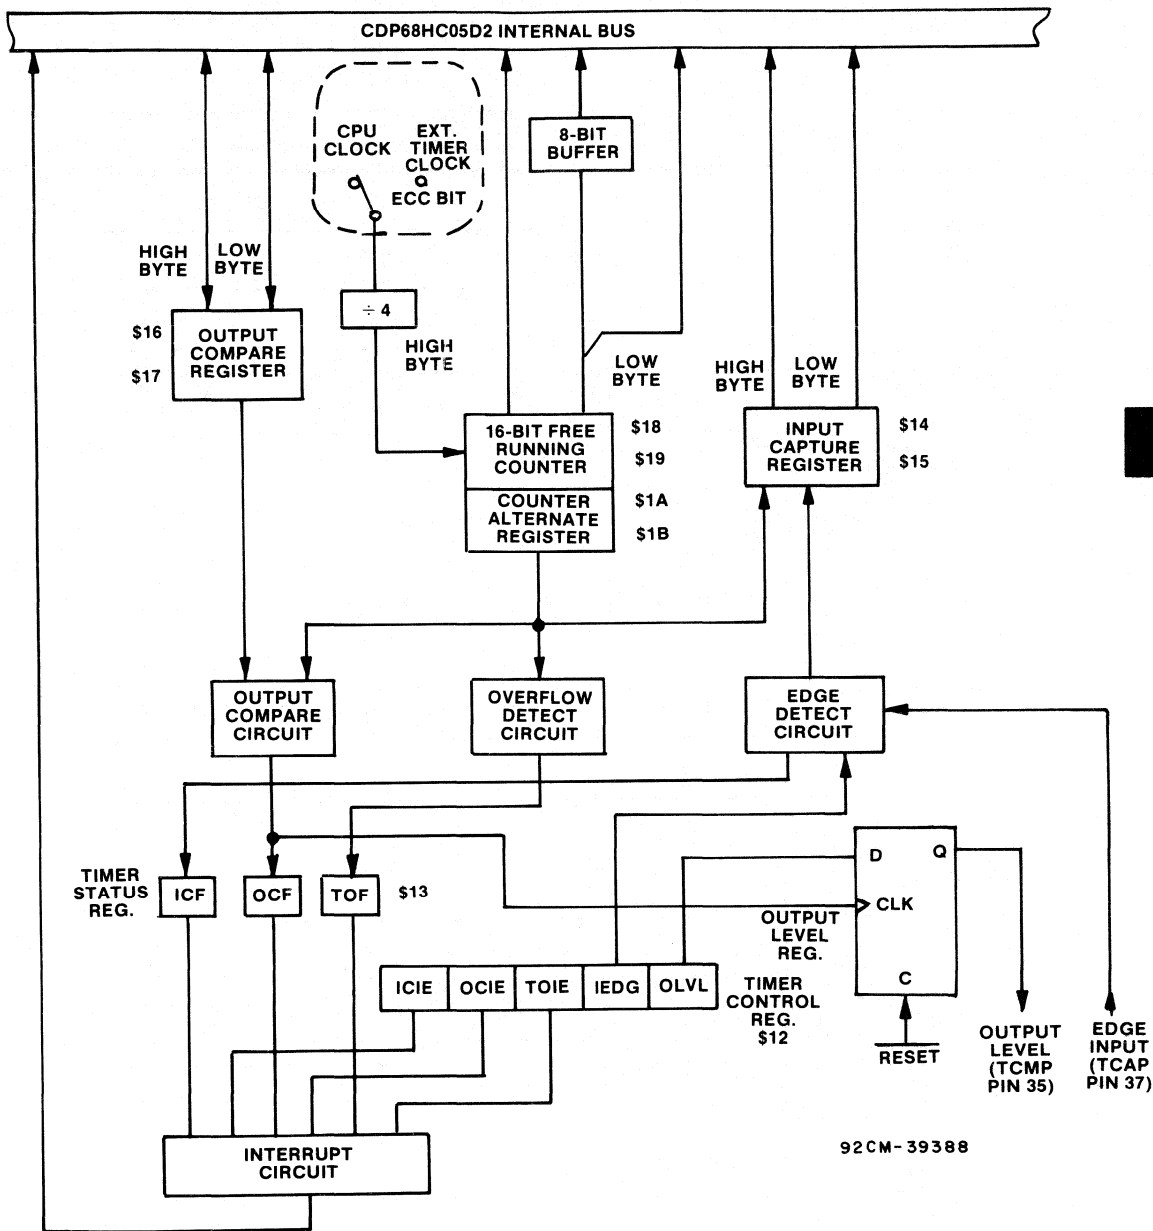 CDP68HC05D2 INTERNAL BUS
CPU
CLOCK
EXT.
TIMER
CLOCK
ECC BIT
8-BIT
BUFFER
HIGH
BYTE
LOW
BYTE
÷ 4
$16
$17
OUTPUT
COMPARE
REGISTER
HIGH
BYTE
LOW
BYTE
HIGH
BYTE
LOW
BYTE
16-BIT FREE
RUNNING
COUNTER
$18
$19
COUNTER
ALTERNATE
REGISTER
$1A
$1B
INPUT
CAPTURE
REGISTER
$14
$15
OUTPUT
COMPARE
CIRCUIT
OVERFLOW
DETECT
CIRCUIT
EDGE
DETECT
CIRCUIT
TIMER
STATUS
REG.
ICF
OCF
TOF
$13
D
Q
CLK
C
OUTPUT
LEVEL
REG.
ICIE
OCIE
TOIE
IEDG
OLVL
TIMER
CONTROL
REG.
$12
RESET
OUTPUT
LEVEL
(TCMP
PIN 35)
EDGE
INPUT
(TCAP
PIN 37)
INTERRUPT
CIRCUIT
92CM-39388